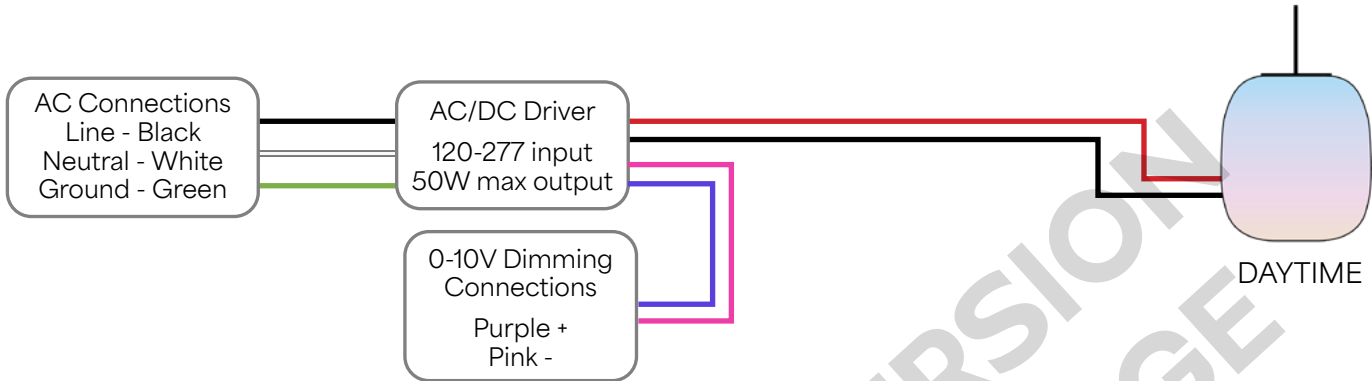 AC Connections
Line - Black
Neutral - White
Ground - Green
AC/DC Driver
120-277 input
50W max output
0-10V Dimming
Connections
Purple +
Pink -
DAYTIME